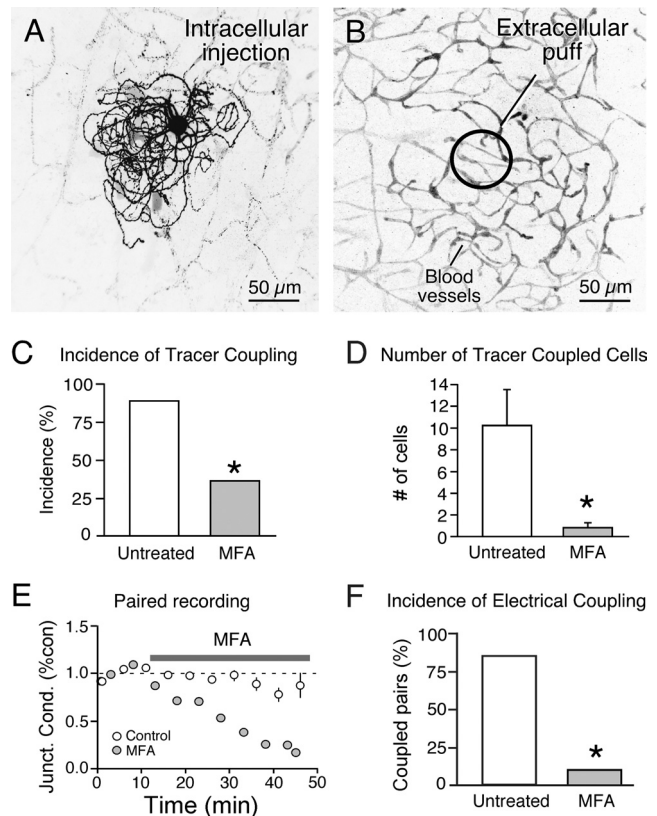 A
Intracellular
injection
50 μm
B
Extracellular
puff
Blood
vessels
50 μm
C
Incidence of Tracer Coupling
Incidence (%)
100
75
50
25
0
*
Untreated
MFA
D
Number of Tracer Coupled Cells
# of cells
14
12
10
8
6
4
2
0
*
Untreated
MFA
E
Paired recording
Junct. Cond. (%con)
1.5
1.0
0.5
0.0
MFA
Control
MFA
0 10 20 30 40 50
Time (min)
F
Incidence of Electrical Coupling
Coupled pairs (%)
100
75
50
25
0
*
Untreated
MFA